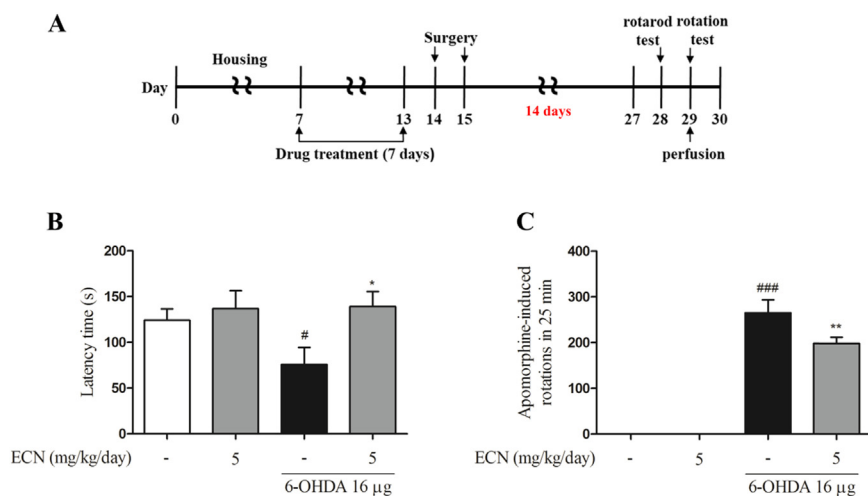 A
Surgery
rotarod rotation
test test
Housing
Day
0 7 13 14 15 27 28 29 30
14 days
Drug treatment (7 days)
perfusion
B
Latency time (s)
200
150
100
50
0
ECN (mg/kg/day) - 5 - 5
6-OHDA 16 µg
# *
C
Apomorphine-induced
rotations in 25 min
400
300
200
100
0
ECN (mg/kg/day) - 5 - 5
6-OHDA 16 µg
### **